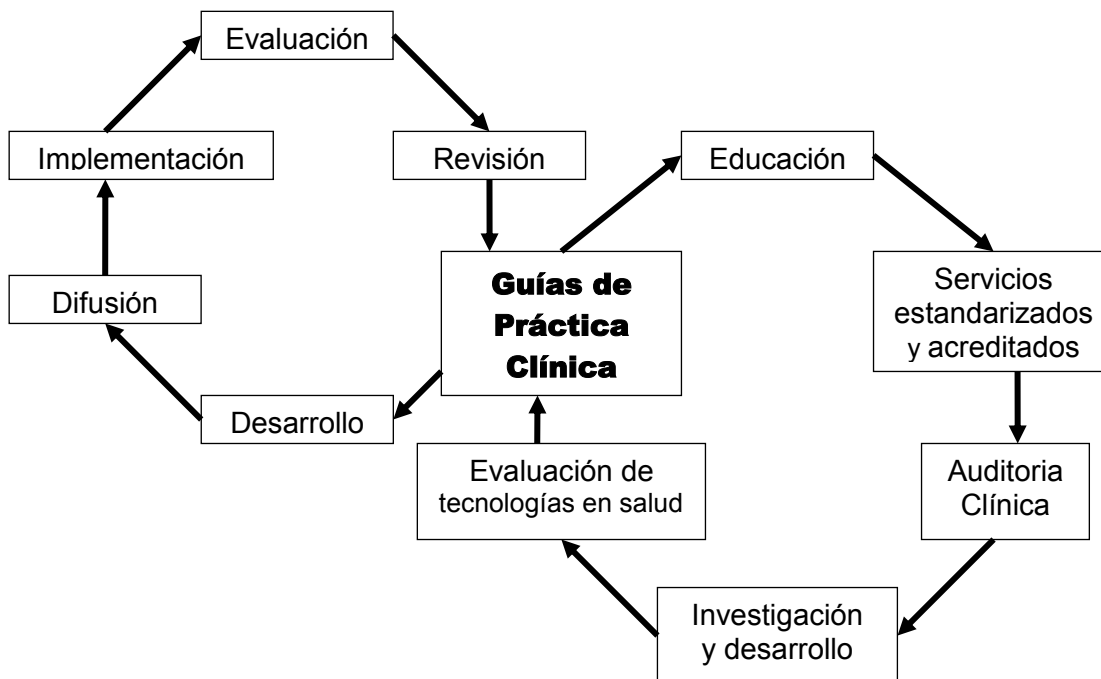 Evaluación
Implementación
Revisión
Educación
Guías de
Práctica
Clínica
Difusión
Servicios
estandarizados
y acreditados
Desarrollo
Evaluación de
tecnologías en salud
Auditoria
Clínica
Investigación
y desarrollo